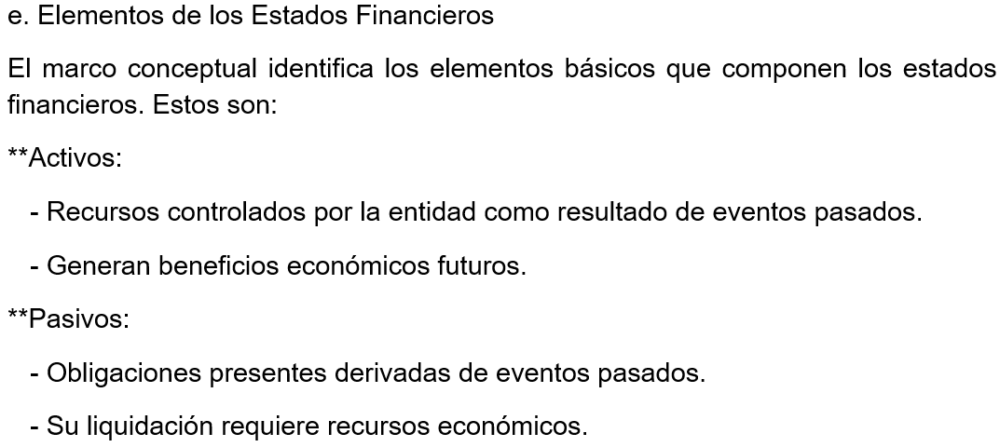 e. Elementos de los Estados Financieros
El marco conceptual identifica los elementos básicos que componen los estados
financieros. Estos son:
**Activos:
- Recursos controlados por la entidad como resultado de eventos pasados.
- Generan beneficios económicos futuros.
**Pasivos:
- Obligaciones presentes derivadas de eventos pasados.
- Su liquidación requiere recursos económicos.